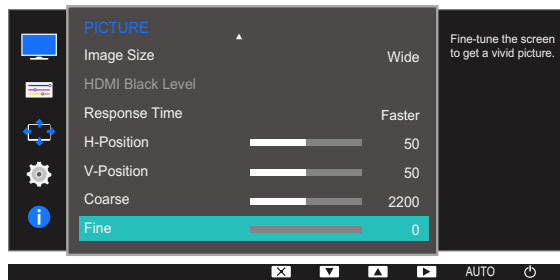 PICTURE
Image Size Wide
HDMI Black Level
Response Time Faster
H-Position 50
V-Position 50
Coarse 2200
Fine 0
Fine-tune the screen
to get a vivid picture.
AUTO